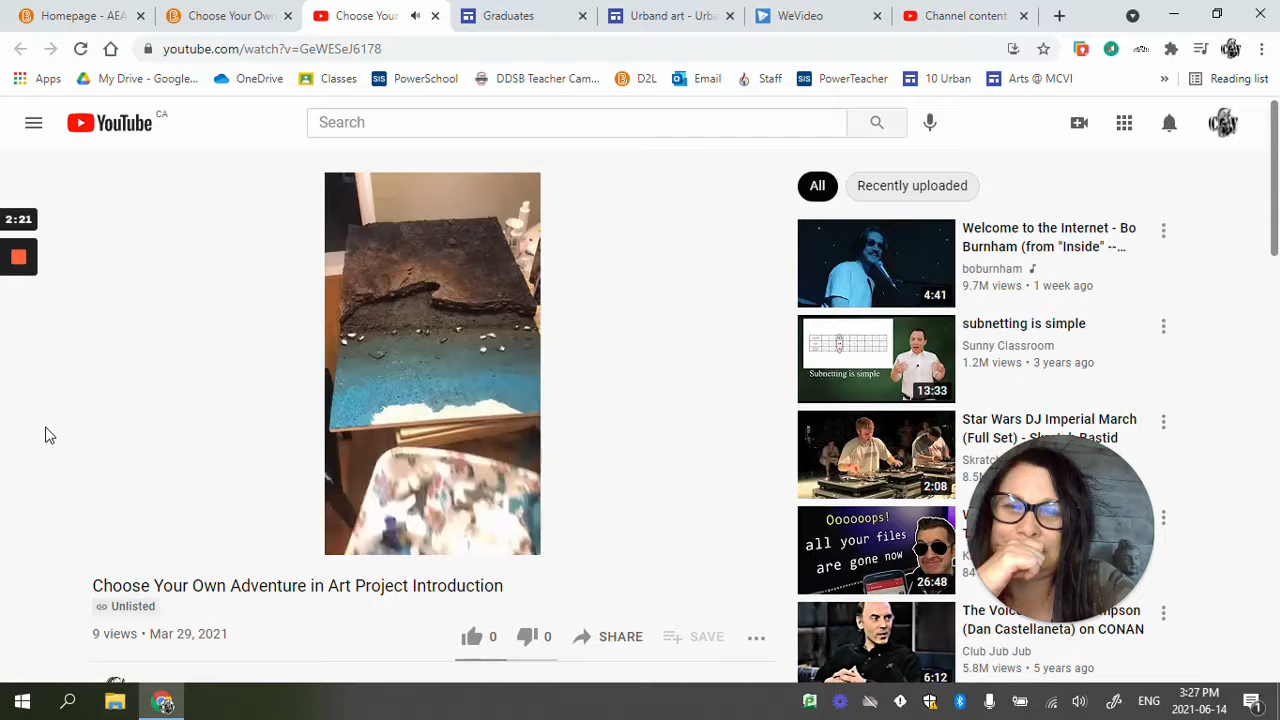 Homepage - AEA
Choose Your Own
Choose Your
Graduates
Urband art - Urba
WeVideo
Channel content
youtube.com/watch?v=GeWESeJ6178
Apps
My Drive - Google...
OneDrive
Classes
SIS PowerSchool
DDSB Teacher Cam...
D2L
Email
Staff
SIS PowerTeacher
10 Urban
Arts @ MCVI
»
Reading list
YouTube CA
Search
2:21
All
Recently uploaded
Welcome to the Internet - Bo
Burnham (from "Inside" --...
boburnham
9.7M views • 1 week ago
4:41
subnetting is simple
Sunny Classroom
1.2M views • 3 years ago
Subnetting is simple
13:33
Star Wars DJ Imperial March
(Full Set) - Skratch Bastid
2:08
Oooooops!
all your files
are gone now
26:48
The
(Dan Castellaneta) on CONAN
Club Jub Jub
5.8M views • 5 years ago
6:12
Choose Your Own Adventure in Art Project Introduction
Unlisted
9 views • Mar 29, 2021
0
0
SHARE
SAVE
ENG
3:27 PM
2021-06-14
1